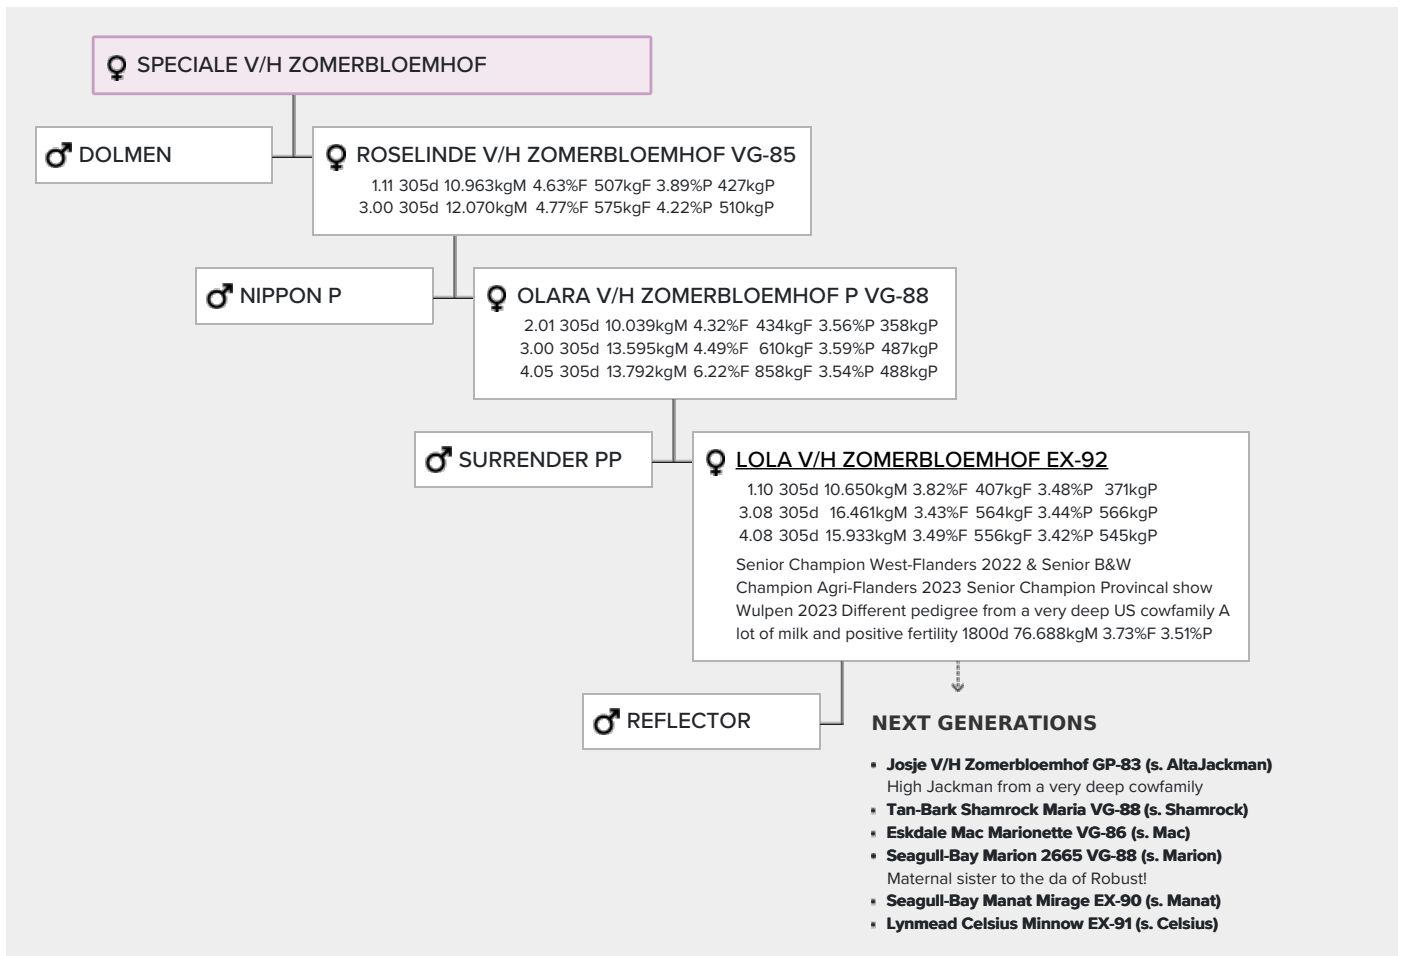 SPECIALE V/H ZOMERBLOEMHOF
DOLMEN
ROSELINDE V/H ZOMERBLOEMHOF VG-85
1.11 305d 10.963kgM 4.63%F 507kgF 3.89%P 427kgP
3.00 305d 12.070kgM 4.77%F 575kgF 4.22%P 510kgP
NIPPON P
OLARA V/H ZOMERBLOEMHOF P VG-88
2.01 305d 10.039kgM 4.32%F 434kgF 3.56%P 358kgP
3.00 305d 13.595kgM 4.49%F 610kgF 3.59%P 487kgP
4.05 305d 13.792kgM 6.22%F 858kgF 3.54%P 488kgP
SURRENDER PP
LOLA V/H ZOMERBLOEMHOF EX-92
1.10 305d 10.650kgM 3.82%F 407kgF 3.48%P 371kgP
3.08 305d 16.461kgM 3.43%F 564kgF 3.44%P 566kgP
4.08 305d 15.933kgM 3.49%F 556kgF 3.42%P 545kgP
Senior Champion West-Flanders 2022 & Senior B&W
Champion Agri-Flanders 2023 Senior Champion Provincal show
Wulpen 2023 Different pedigree from a very deep US cowfamily A
lot of milk and positive fertility 1800d 76.688kgM 3.73%F 3.51%P
REFLECTOR
NEXT GENERATIONS
▪ Josje V/H Zomerbloemhof GP-83 (s. AltaJackman)
High Jackman from a very deep cowfamily
▪ Tan-Bark Shamrock Maria VG-88 (s. Shamrock)
▪ Eskdale Mac Marionette VG-86 (s. Mac)
▪ Seagull-Bay Marion 2665 VG-88 (s. Marion)
Maternal sister to the da of Robust!
▪ Seagull-Bay Manat Mirage EX-90 (s. Manat)
▪ Lynmead Celsius Minnow EX-91 (s. Celsius)